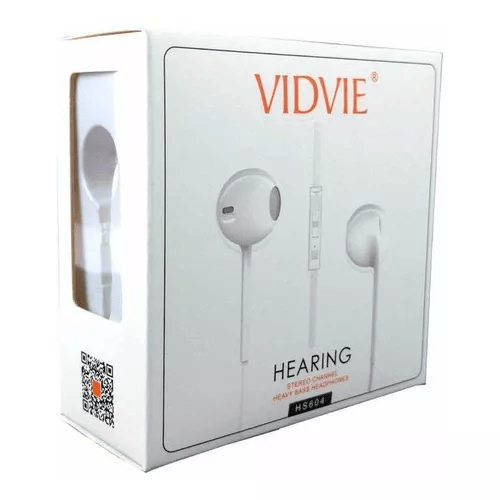 VIDVIE®
HEARING
STEREO CHANNEL
HEAVY BASS HEADPHONES
HS604